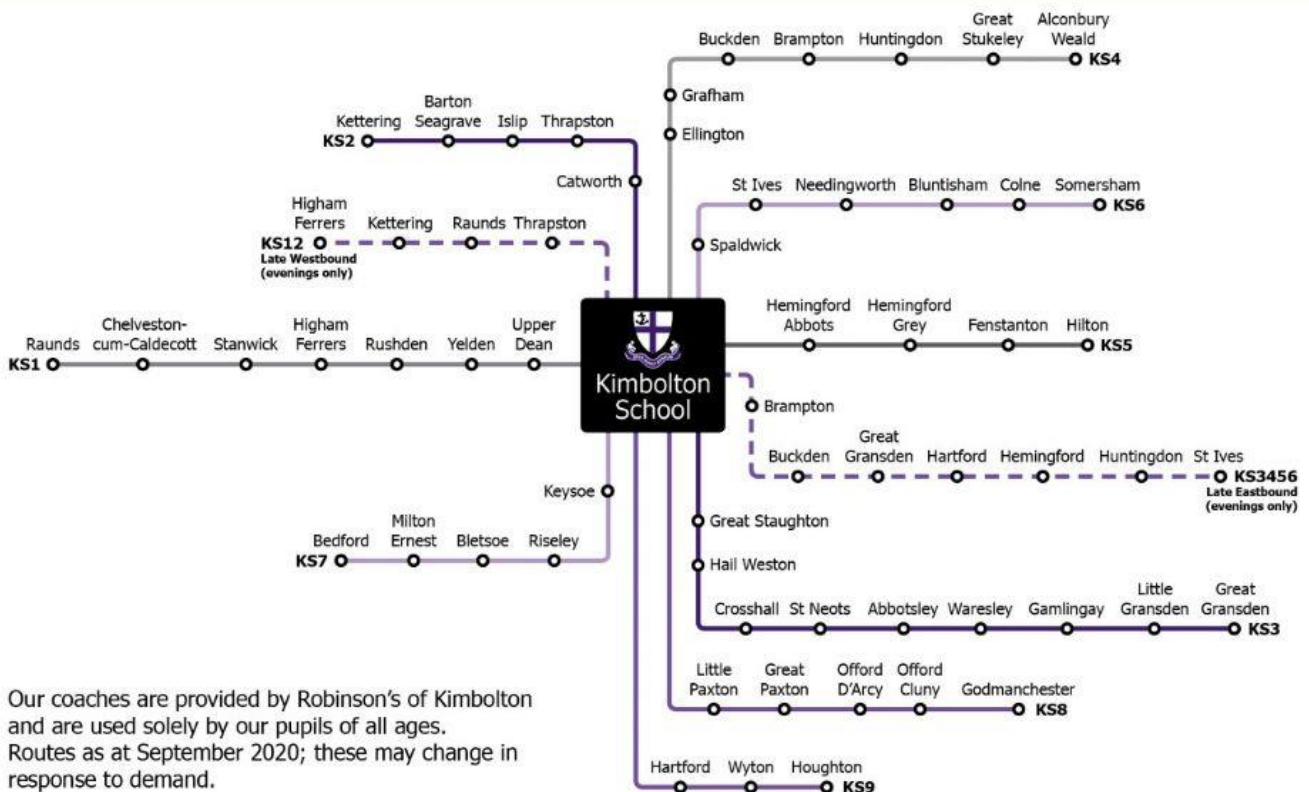 Great
Stukeley
Alconbury
Weald
Buckden
Brampton
Huntingdon
KS4
Grafham
Ellington
Kettering
Barton
Seagrave
Islip
Thrapston
KS2
Catworth
St Ives
Needingworth
Bluntisham
Colne
Somersham
KS6
Spaldwick
Higham
Ferrers
Kettering
Raunds
Thrapston
KS12
Late Westbound
(evenings only)
Hemingford
Abbots
Hemingford
Grey
Fenstanton
Hilton
KS5
Raunds
Chelveston-
cum-Caldecott
Stanwick
Higham
Ferrers
Rushden
Yelden
Upper
Dean
KS1
Kimbolton
School
Brampton
Buckden
Great
Gransden
Hartford
Hemingford
Huntingdon
St Ives
KS3456
Late Eastbound
(evenings only)
Keysoe
Bedford
Milton
Ernest
Bletsoe
Riseley
KS7
Great Staughton
Hail Weston
Crosshall
St Neots
Abbotsley
Waresley
Gamlingay
Little
Gransden
Great
Gransden
KS3
Little
Paxton
Great
Paxton
Offord
D'Arcy
Offord
Cluny
Godmanchester
KS8
Our coaches are provided by Robinson's of Kimbolton
and are used solely by our pupils of all ages.
Routes as at September 2020; these may change in
response to demand.
Hartford
Wyton
Houghton
KS9